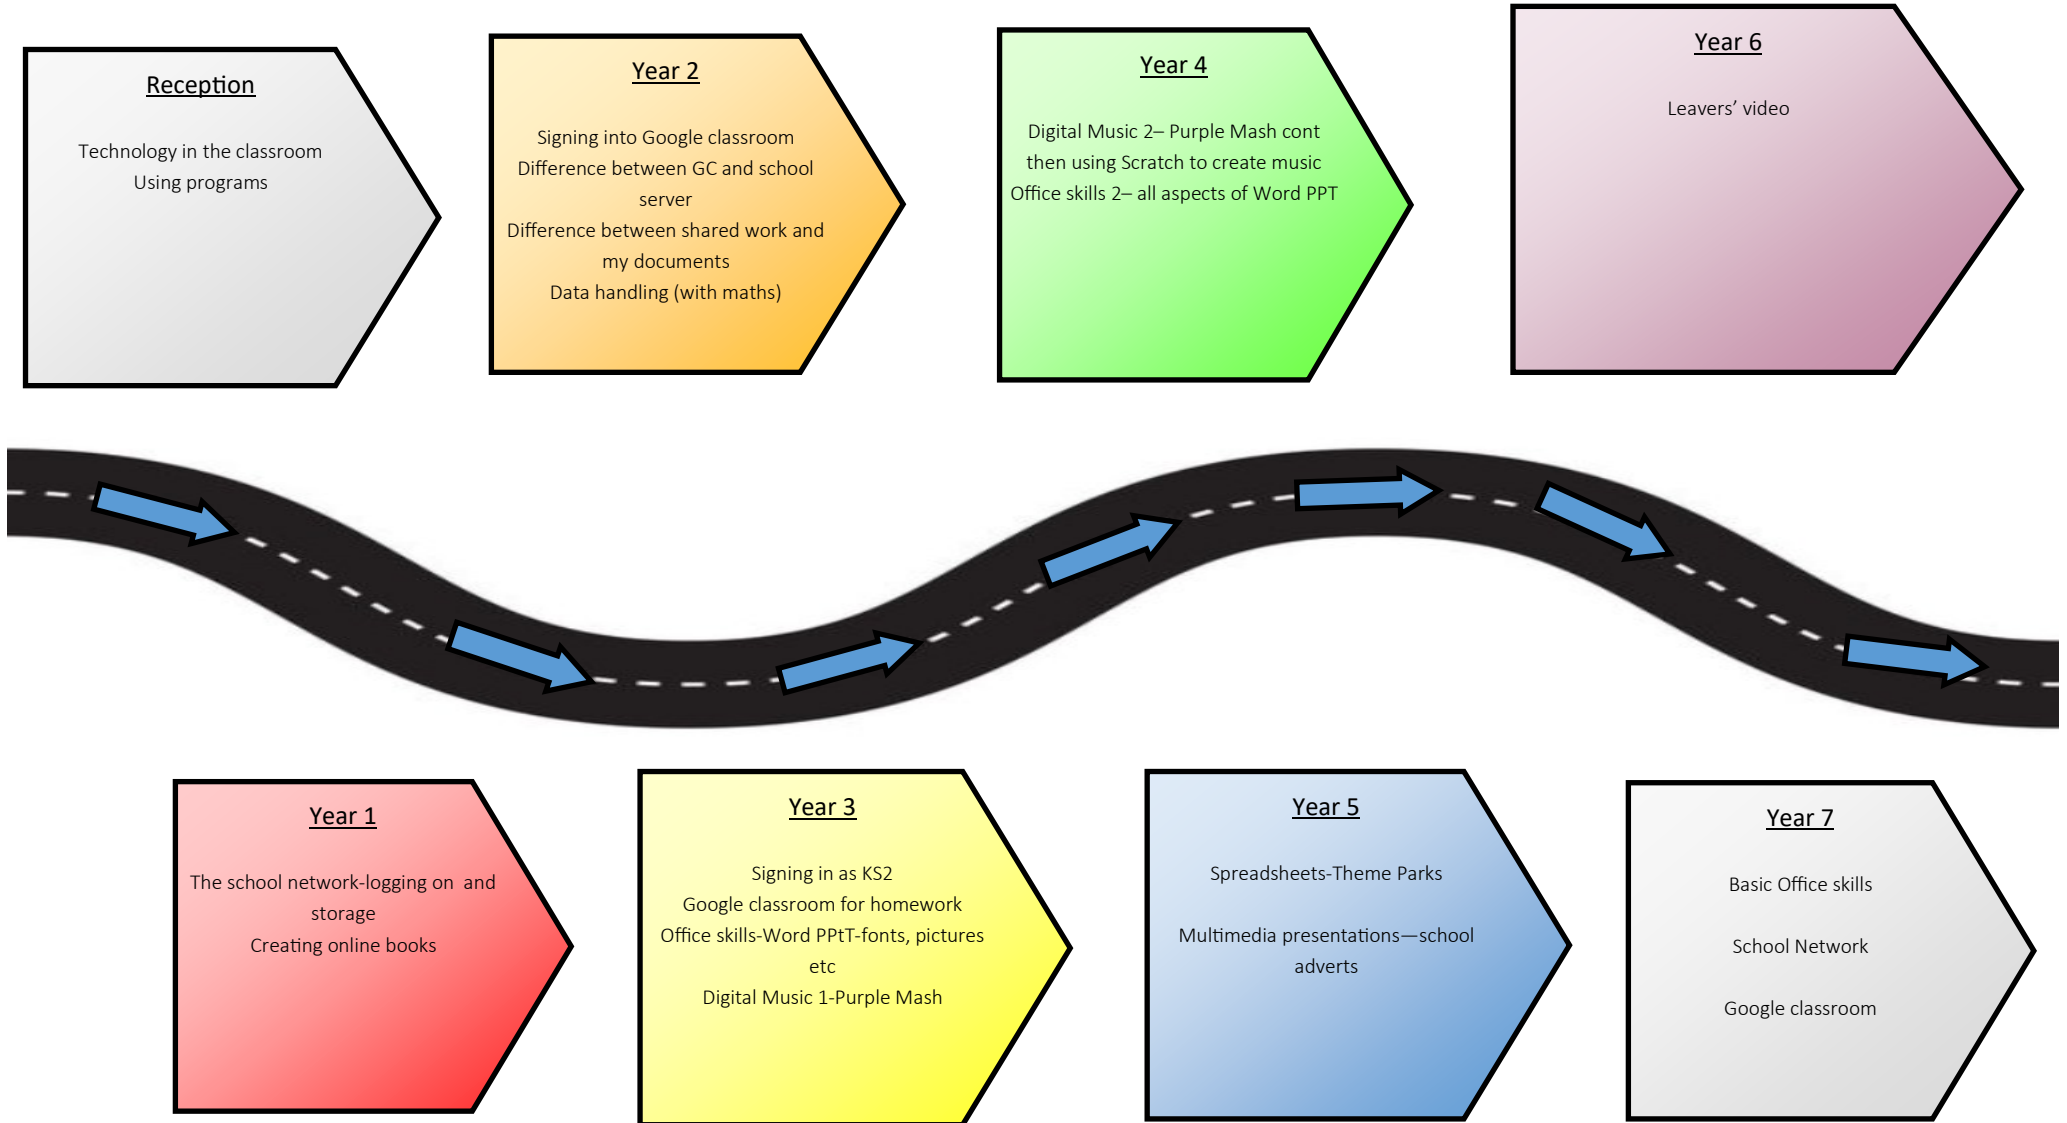 Reception
Technology in the classroom
Using programs
Year 2
Signing into Google classroom
Difference between GC and school
server
Difference between shared work and
my documents
Data handling (with maths)
Year 4
Digital Music 2– Purple Mash cont
then using Scratch to create music
Office skills 2– all aspects of Word PPT
Year 6
Leavers’ video
Year 1
The school network-logging on  and
storage
Creating online books
Year 3
Signing in as KS2
Google classroom for homework
Office skills-Word PPtT-fonts, pictures
etc
Digital Music 1-Purple Mash
Year 5
Spreadsheets-Theme Parks
Multimedia presentations—school
adverts
Year 7
Basic Office skills
School Network
Google classroom